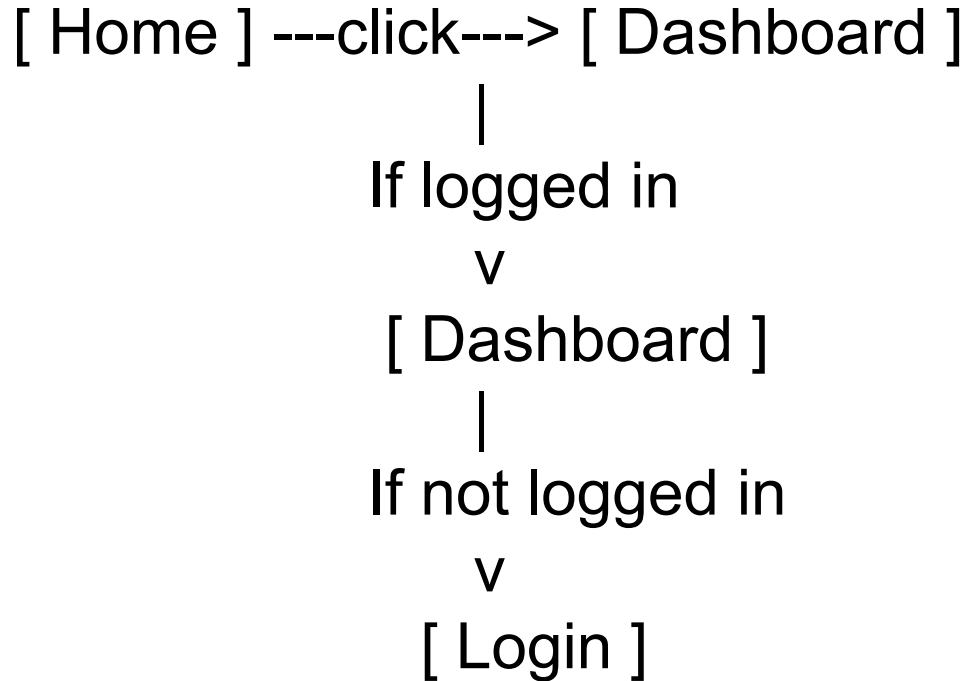 [ Home ] ---click---> [ Dashboard ]
|
If logged in
v
[ Dashboard ]
|
If not logged in
v
[ Login ]